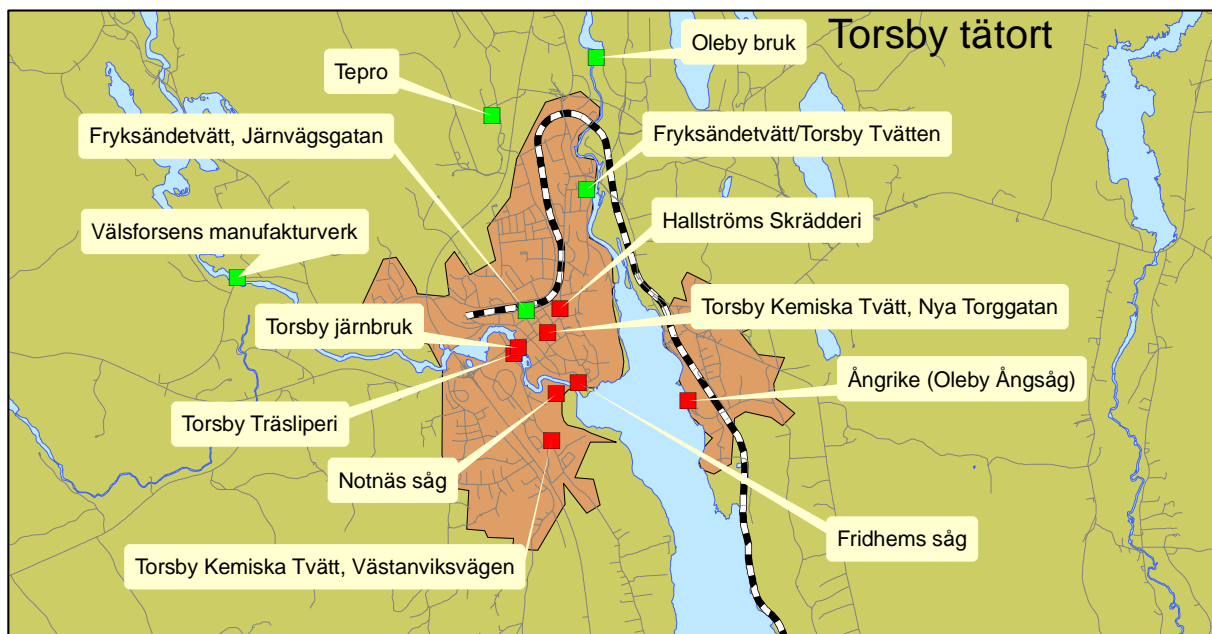 Torsby tätort
Oleby bruk
Tepro
Fryksändetvätt, Järnvägsgatan
Fryksändetvätt/Torsby Tvätten
Hallströms Skrädderi
Välsforsens manufakturverk
Torsby Kemiska Tvätt, Nya Torggatan
Torsby järnbruk
Ångrike (Oleby Ångsåg)
Torsby Träsliperi
Notnäs såg
Fridhems såg
Torsby Kemiska Tvätt, Västanviksvägen